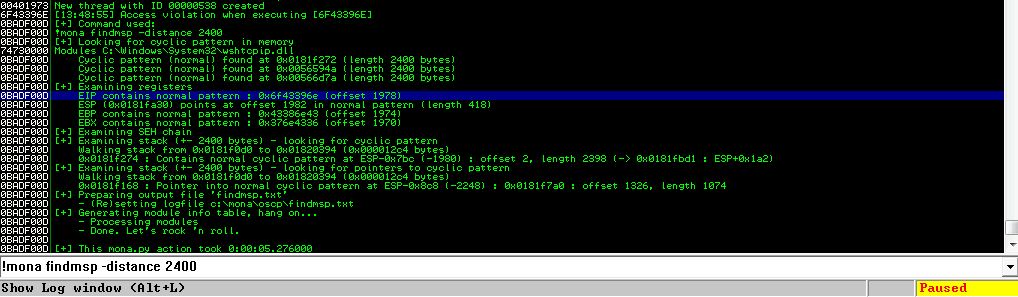 00401973 New thread with ID 00000538 created
6F43396E [13:48:55] Access violation when executing [6F43396E]
0BADF00D [+] Command used:
0BADF00D !mona findmsp -distance 2400
0BADF00D [+] Looking for cyclic pattern in memory
74730000 Modules C:\Windows\System32\wshtcpip.dll
0BADF00D Cyclic pattern (normal) found at 0x0181f272 (length 2400 bytes)
0BADF00D Cyclic pattern (normal) found at 0x0056594a (length 2400 bytes)
0BADF00D Cyclic pattern (normal) found at 0x00566d7a (length 2400 bytes)
0BADF00D [+] Examining registers
0BADF00D EIP contains normal pattern : 0x6f43396e (offset 1978)
0BADF00D ESP (0x0181fa30) points at offset 1982 in normal pattern (length 418)
0BADF00D EBP contains normal pattern : 0x43386e43 (offset 1974)
0BADF00D EBX contains normal pattern : 0x376e4336 (offset 1970)
0BADF00D [+] Examining SEH chain
0BADF00D [+] Examining stack (+- 2400 bytes) - looking for cyclic pattern
0BADF00D Walking stack from 0x0181f0d0 to 0x01820394 (0x000012c4 bytes)
0BADF00D 0x0181f274 : Contains normal cyclic pattern at ESP-0x7bc (-1980) : offset 2, length 2398 (-> 0x0181fbd1 : ESP+0x1a2)
0BADF00D [+] Examining stack (+- 2400 bytes) - looking for pointers to cyclic pattern
0BADF00D Walking stack from 0x0181f0d0 to 0x01820394 (0x000012c4 bytes)
0BADF00D 0x0181f168 : Pointer into normal cyclic pattern at ESP-0x8c8 (-2248) : 0x0181f7a0 : offset 1326, length 1074
0BADF00D [+] Preparing output file 'findmsp.txt'
0BADF00D - (Re)setting logfile c:\mona\oscp\findmsp.txt
0BADF00D [+] Generating module info table, hang on...
0BADF00D - Processing modules
0BADF00D - Done. Let's rock 'n roll.
0BADF00D
0BADF00D [+] This mona.py action took 0:00:05.276000
!mona findmsp -distance 2400
Show Log window (Alt+L) Paused